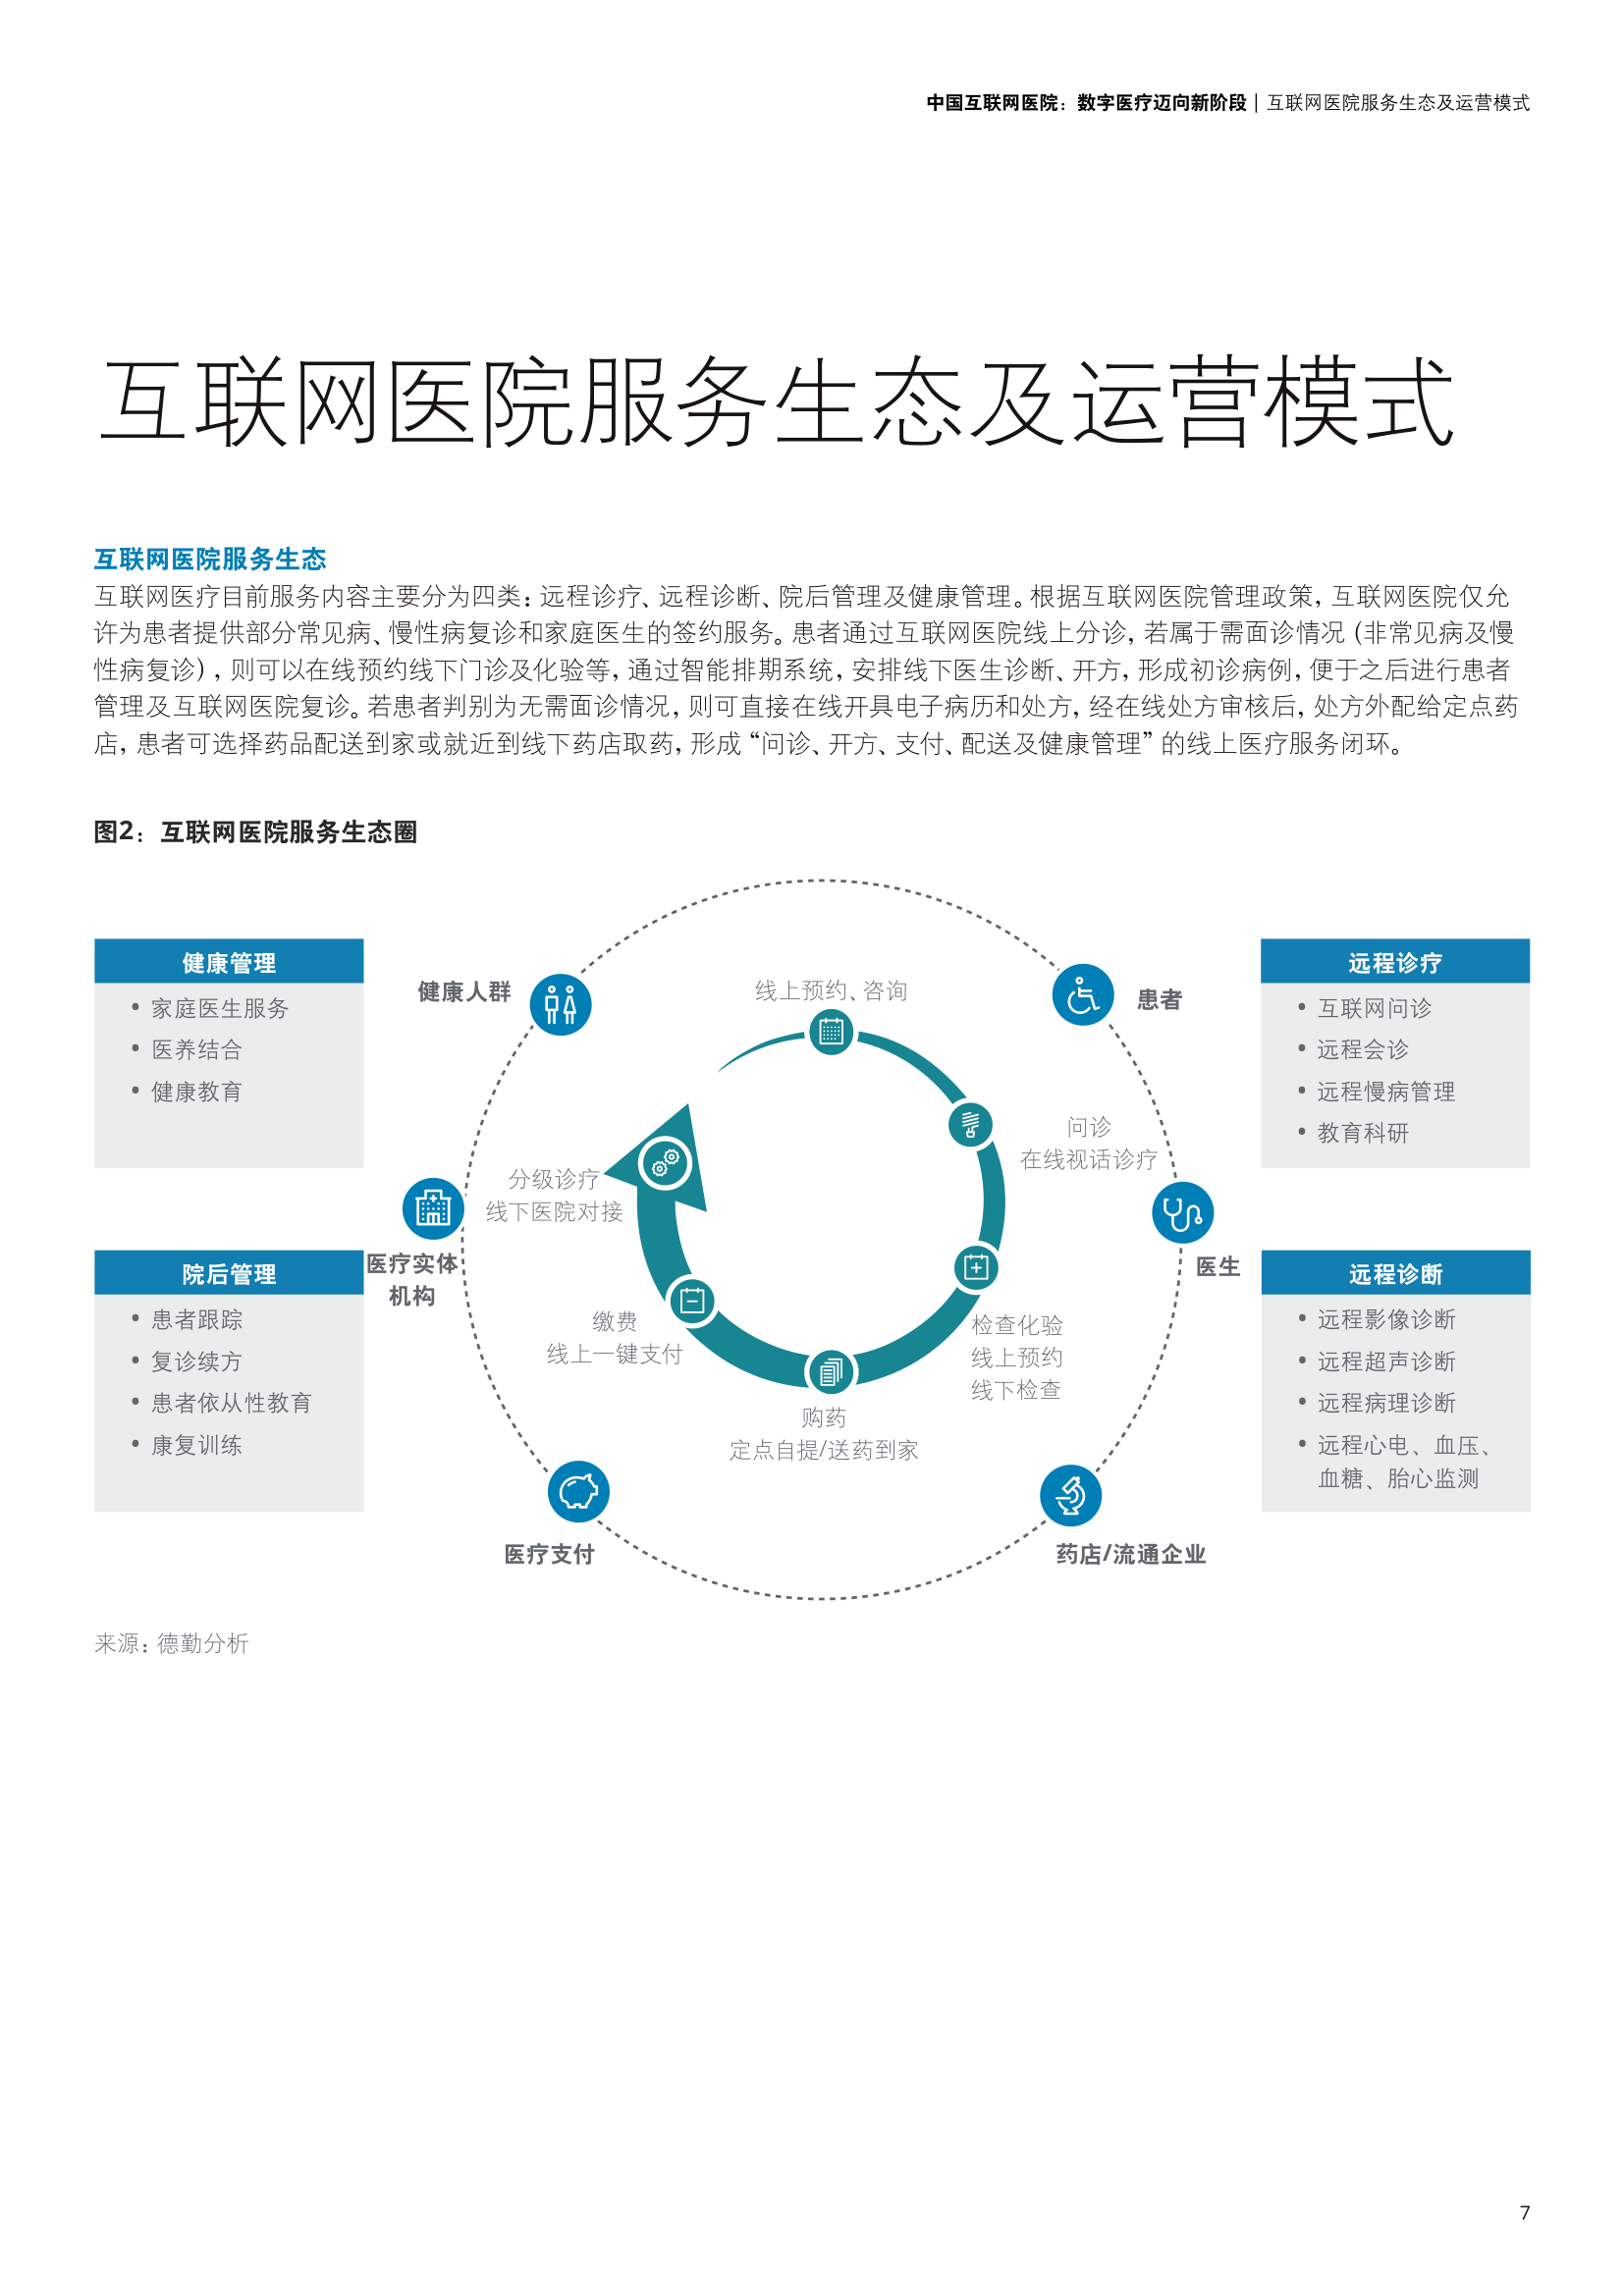 中国互联网医院：数字医疗迈向新阶段 | 互联网医院服务生态及运营模式
互联网医院服务生态及运营模式
互联网医院服务生态
互联网医疗目前服务内容主要分为四类：远程诊疗、远程诊断、院后管理及健康管理。根据互联网医院管理政策，互联网医院仅允
许为患者提供部分常见病、慢性病复诊和家庭医生的签约服务。患者通过互联网医院线上分诊，若属于需面诊情况（非常见病及慢
性病复诊），则可以在线预约线下门诊及化验等，通过智能排期系统，安排线下医生诊断、开方，形成初诊病例，便于之后进行患者
管理及互联网医院复诊。若患者判别为无需面诊情况，则可直接在线开具电子病历和处方，经在线处方审核后，处方外配给定点药
店，患者可选择药品配送到家或就近到线下药店取药，形成“问诊、开方、支付、配送及健康管理”的线上医疗服务闭环。
图2：互联网医院服务生态圈
健康管理
• 家庭医生服务
• 医养结合
• 健康教育
院后管理
• 患者跟踪
• 复诊续方
• 患者依从性教育
• 康复训练
健康人群
医疗实体
机构
医疗支付
线上预约、咨询
问诊
在线视话诊疗
检查化验
线上预约
线下检查
购药
定点自提/送药到家
缴费
线上一键支付
分级诊疗
线下医院对接
患者
医生
药店/流通企业
远程诊疗
• 互联网问诊
• 远程会诊
• 远程慢病管理
• 教育科研
远程诊断
• 远程影像诊断
• 远程超声诊断
• 远程病理诊断
• 远程心电、血压、
血糖、胎心监测
来源：德勤分析
7